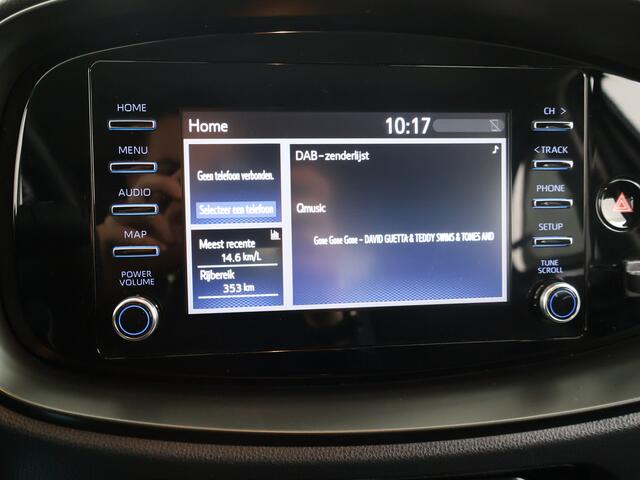 HOME
MENU
AUDIO
MAP
POWER
VOLUME
Home
10:17
Geen telefoon verbonden.
Selecteer een telefoon
Meest recente
14.6 km/L
Rijbereik
353 km
DAB-zenderlijst
Qmusic
Gone Gone Gone - DAVID GUETTA & TEDDY SWIMS & TONES AND
CH >
< TRACK
PHONE
SETUP
TUNE
SCROLL